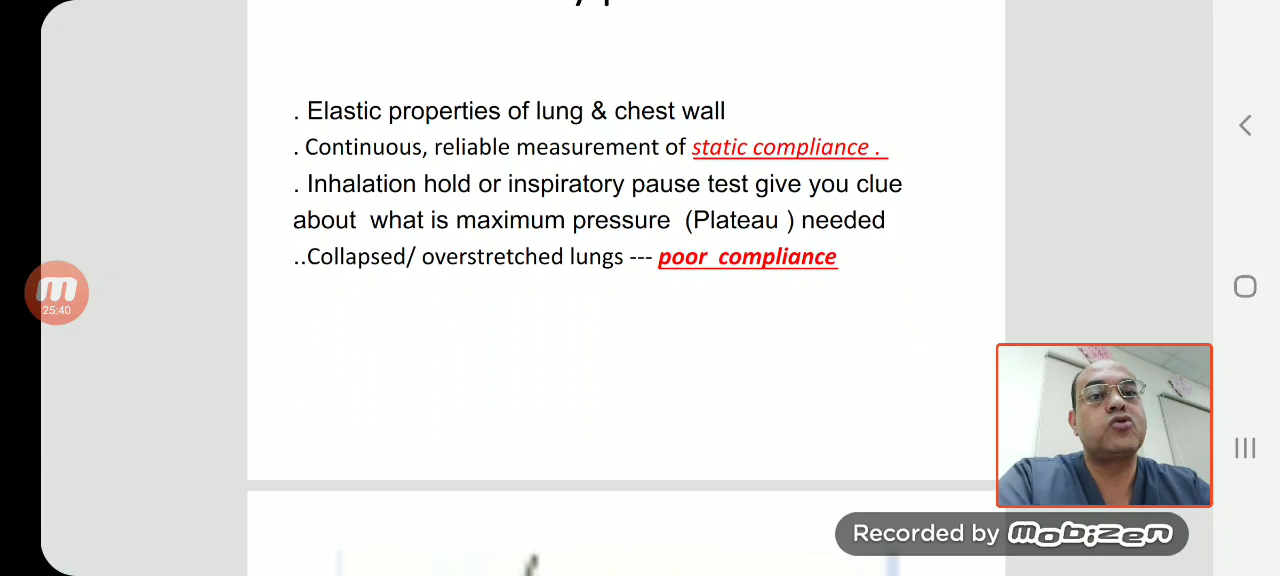 . Elastic properties of lung & chest wall
. Continuous, reliable measurement of static compliance .
. Inhalation hold or inspiratory pause test give you clue
about what is maximum pressure (Plateau ) needed
..Collapsed/ overstretched lungs --- poor compliance
25:40
Recorded by mobizen